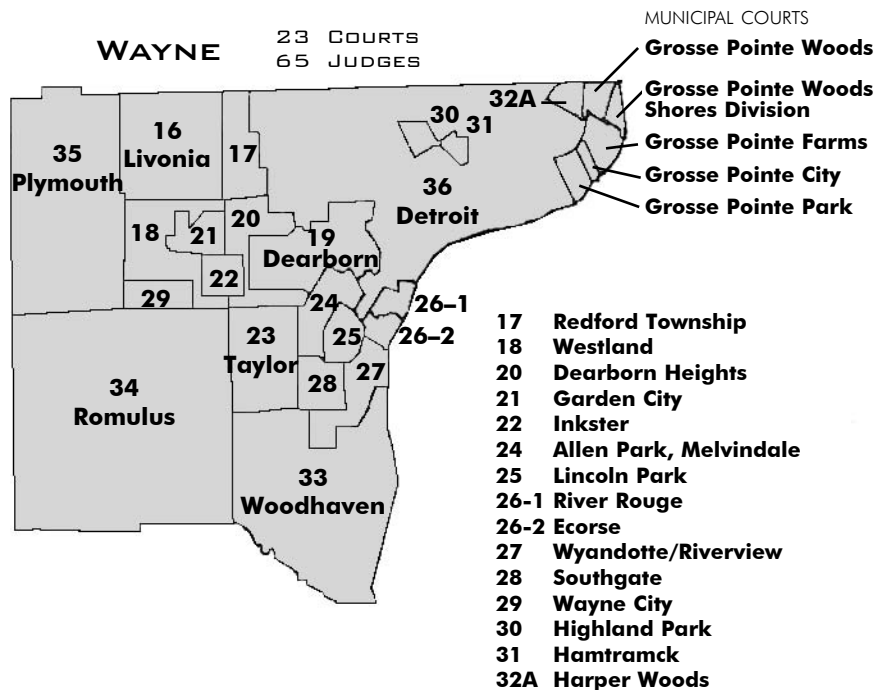 WAYNE
23 COURTS
65 JUDGES
MUNICIPAL COURTS
Grosse Pointe Woods
Grosse Pointe Woods
Shores Division
Grosse Pointe Farms
Grosse Pointe City
Grosse Pointe Park
32A
30
31
16
Livonia
35
Plymouth
17
36
Detroit
20
18
21
19
Dearborn
22
29
24
26–1
26–2
25
23
Taylor
27
28
34
Romulus
33
Woodhaven
17 Redford Township
18 Westland
20 Dearborn Heights
21 Garden City
22 Inkster
24 Allen Park, Melvindale
25 Lincoln Park
26-1 River Rouge
26-2 Ecorse
27 Wyandotte/Riverview
28 Southgate
29 Wayne City
30 Highland Park
31 Hamtramck
32A Harper Woods